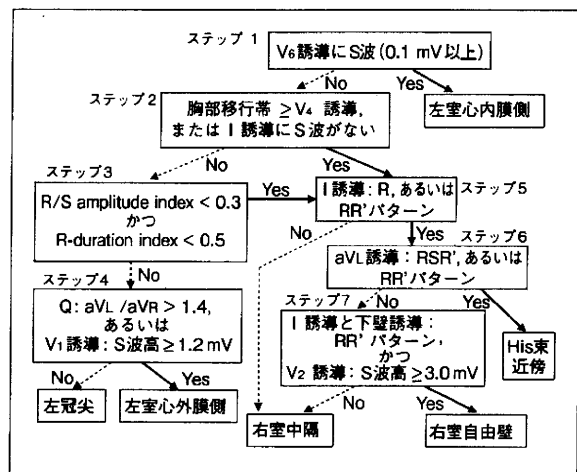 ステップ 1
V6誘導にS波(0.1 mV以上)
No
Yes
ステップ 2
左室心内膜側
胸部移行帯 ≧V4 誘導,
または I 誘導にS波がない
No
Yes
ステップ3
R/S amplitude index < 0.3
かつ
R-duration index < 0.5
Yes
ステップ5
I 誘導: R, あるいは
RR'パターン
No
Yes
ステップ6
aVL誘導: RSR', あるいは
RR'パターン
No
ステップ4
Q: aVL /aVR > 1.4,
あるいは
V1誘導: S波高≧1.2 mV
No
Yes
左冠尖
左室心外膜側
ステップ7
No
Yes
I 誘導と下壁誘導:
RR' パターン,
かつ
V2 誘導: S波高≧3.0 mV
His束
近傍
No
Yes
右室中隔
右室自由壁